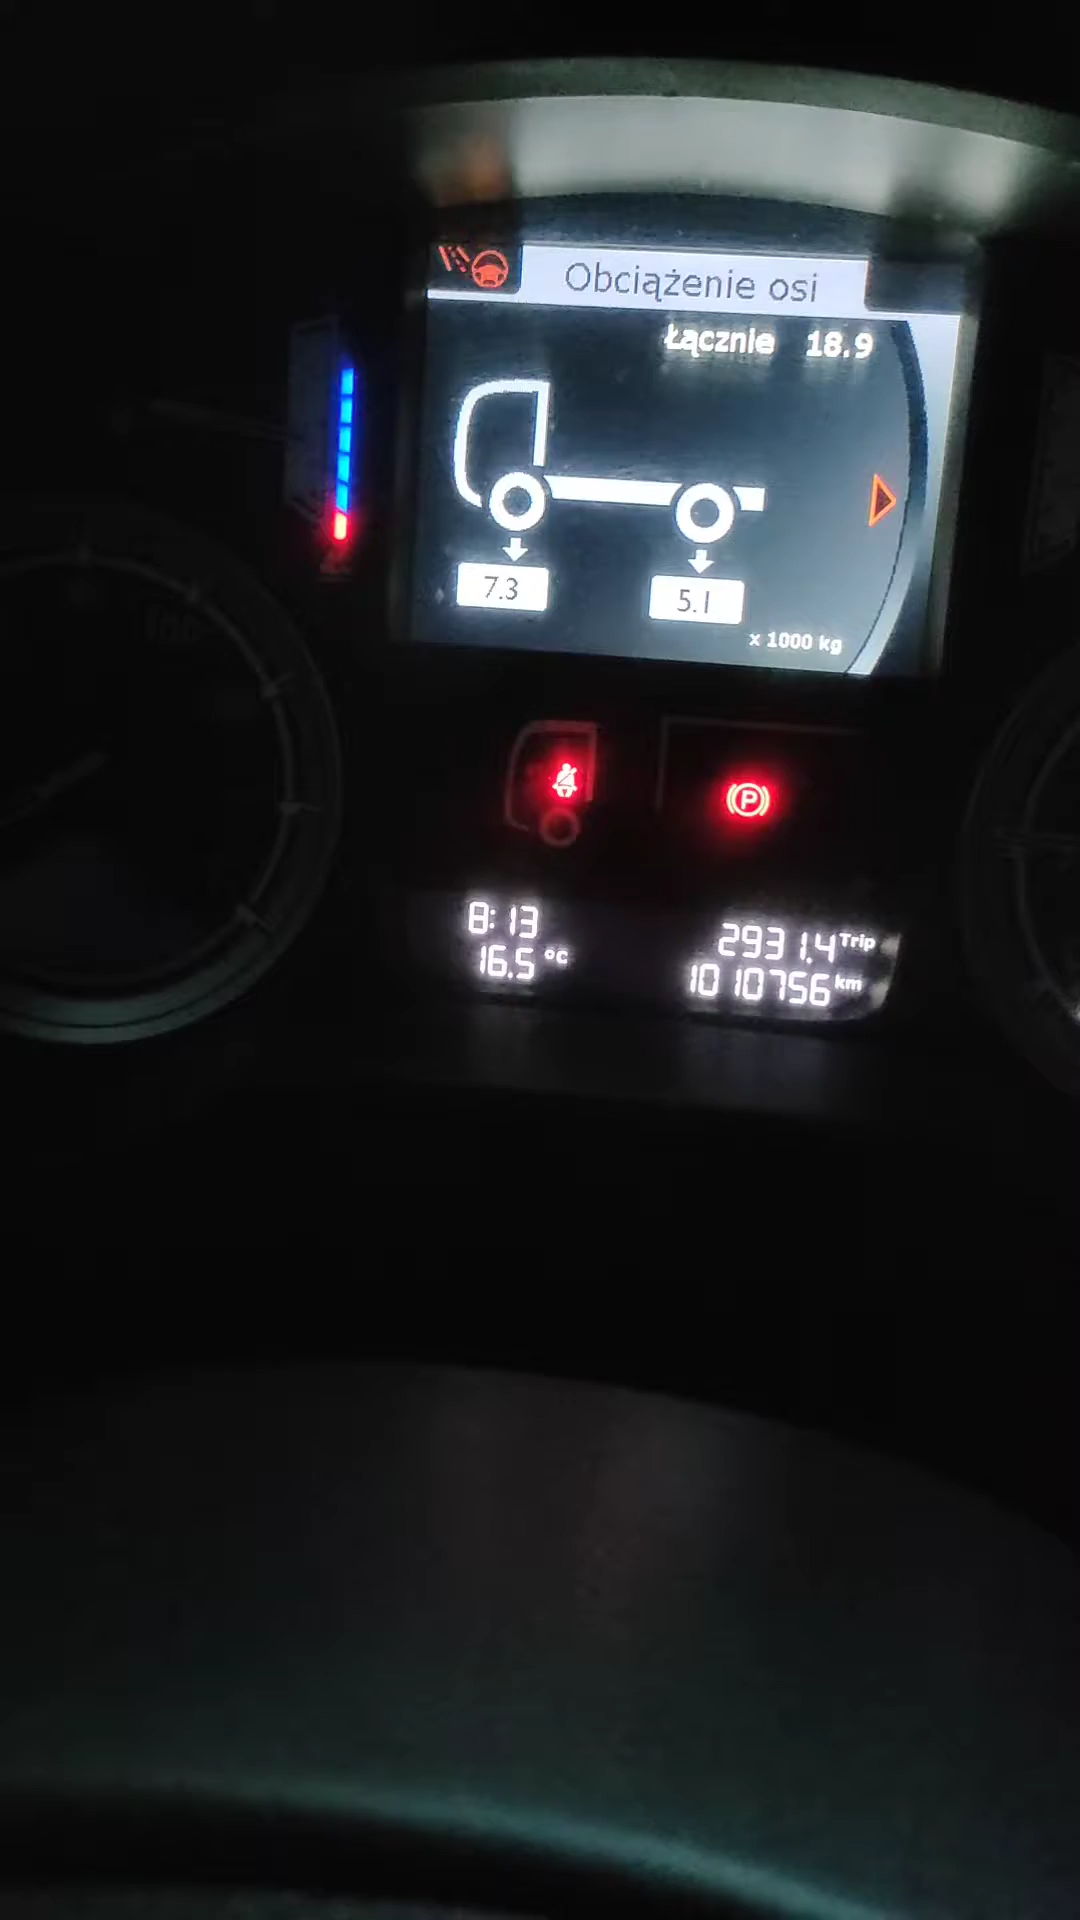 Obciążenie osi
Łącznie 18.9
7.3
5.1
x 1000 kg
P
8:13
2931.4 Trip
16.5 °C
1010756 km